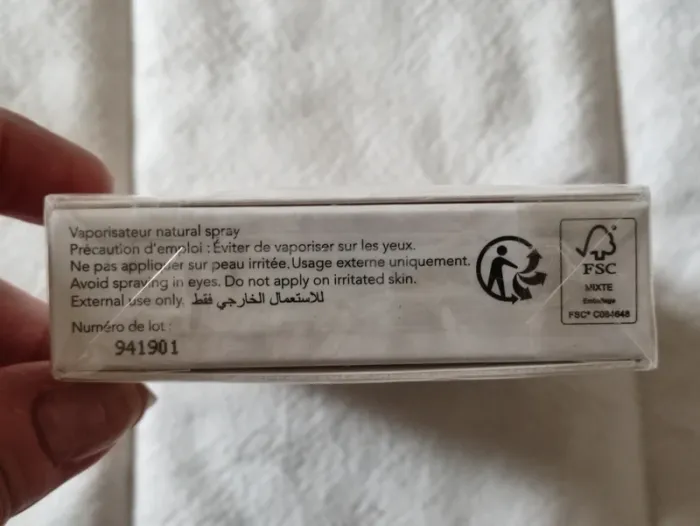 Vaporisateur natural spray
Précaution d'emploi : Éviter de vaporiser sur les yeux.
Ne pas appliquer sur peau irritée. Usage externe uniquement.
Avoid spraying in eyes. Do not apply on irritated skin.
External use only. للاستعمال الخارجي فقط
Numéro de lot :
941901
FSC
MIXTE
Emballage
FSC® C084648